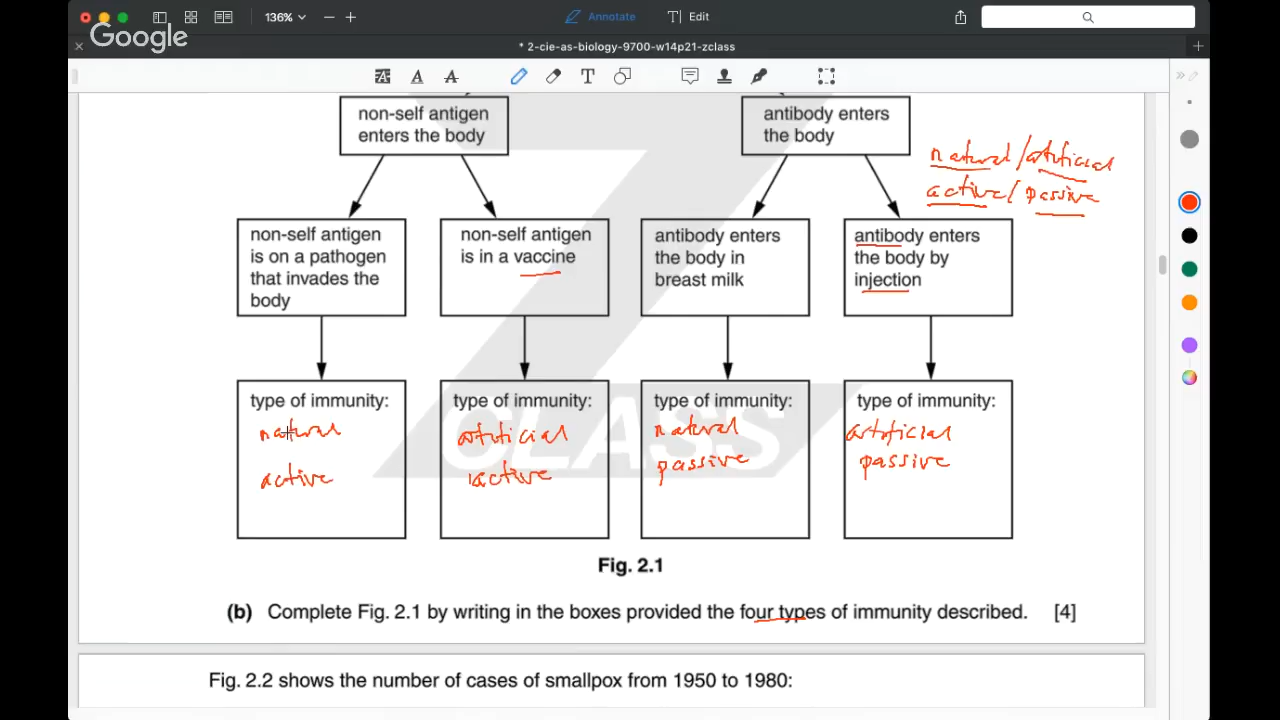 136%
Annotate
T Edit
Google
* 2-cie-as-biology-9700-w14p21-zclass
non-self antigen
enters the body
antibody enters
the body
natural/artificial
active/passive
non-self antigen
is on a pathogen
that invades the
body
non-self antigen
is in a vaccine
antibody enters
the body in
breast milk
antibody enters
the body by
injection
type of immunity:
natural
active
type of immunity:
artificial
active
type of immunity:
natural
passive
type of immunity:
artificial
passive
CLASS
Fig. 2.1
(b) Complete Fig. 2.1 by writing in the boxes provided the four types of immunity described. [4]
Fig. 2.2 shows the number of cases of smallpox from 1950 to 1980: